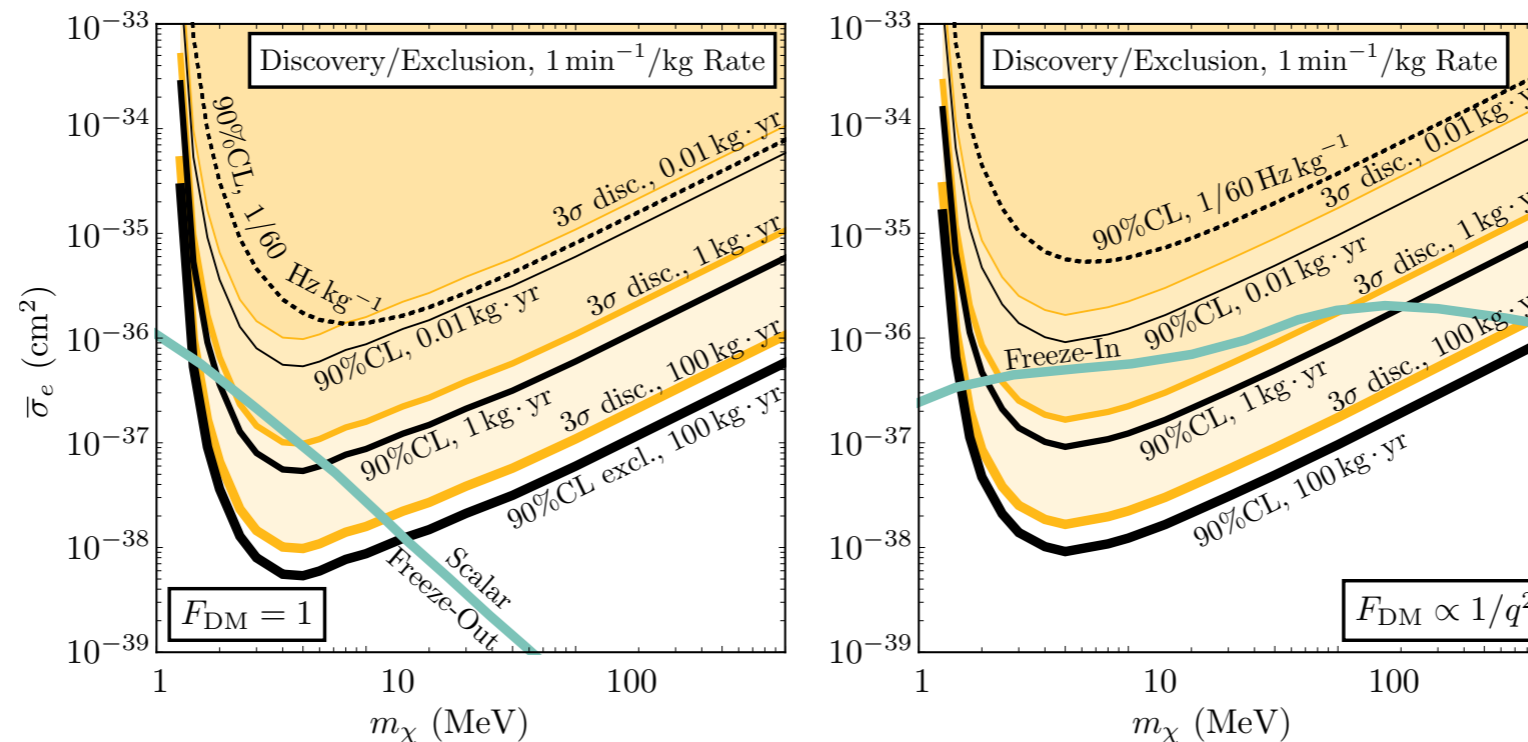 10⁻³³
10⁻³⁴
10⁻³⁵
10⁻³⁶
10⁻³⁷
10⁻³⁸
10⁻³⁹
σ̅ₑ (cm²)
Discovery/Exclusion, 1 min⁻¹/kg Rate
90%CL, 1/60 Hz kg⁻¹
3σ disc., 0.01 kg · yr
90%CL, 0.01 kg · yr
3σ disc., 1 kg · yr
90%CL, 1 kg · yr
3σ disc., 100 kg · yr
90%CL excl., 100 kg · yr
Scalar
Freeze-Out
F_DM = 1
1
10
100
m_χ (MeV)
10⁻³³
10⁻³⁴
10⁻³⁵
10⁻³⁶
10⁻³⁷
10⁻³⁸
10⁻³⁹
Discovery/Exclusion, 1 min⁻¹/kg Rate
90%CL, 1/60 Hz kg⁻¹
3σ disc., 0.01 kg · y
90%CL, 0.01 kg · yr
3σ disc., 1 kg · yr
Freeze-In
90%CL, 1 kg · yr
3σ disc., 100 kg · yr
90%CL, 100 kg · yr
F_DM ∝ 1/q²
1
10
100
m_χ (MeV)